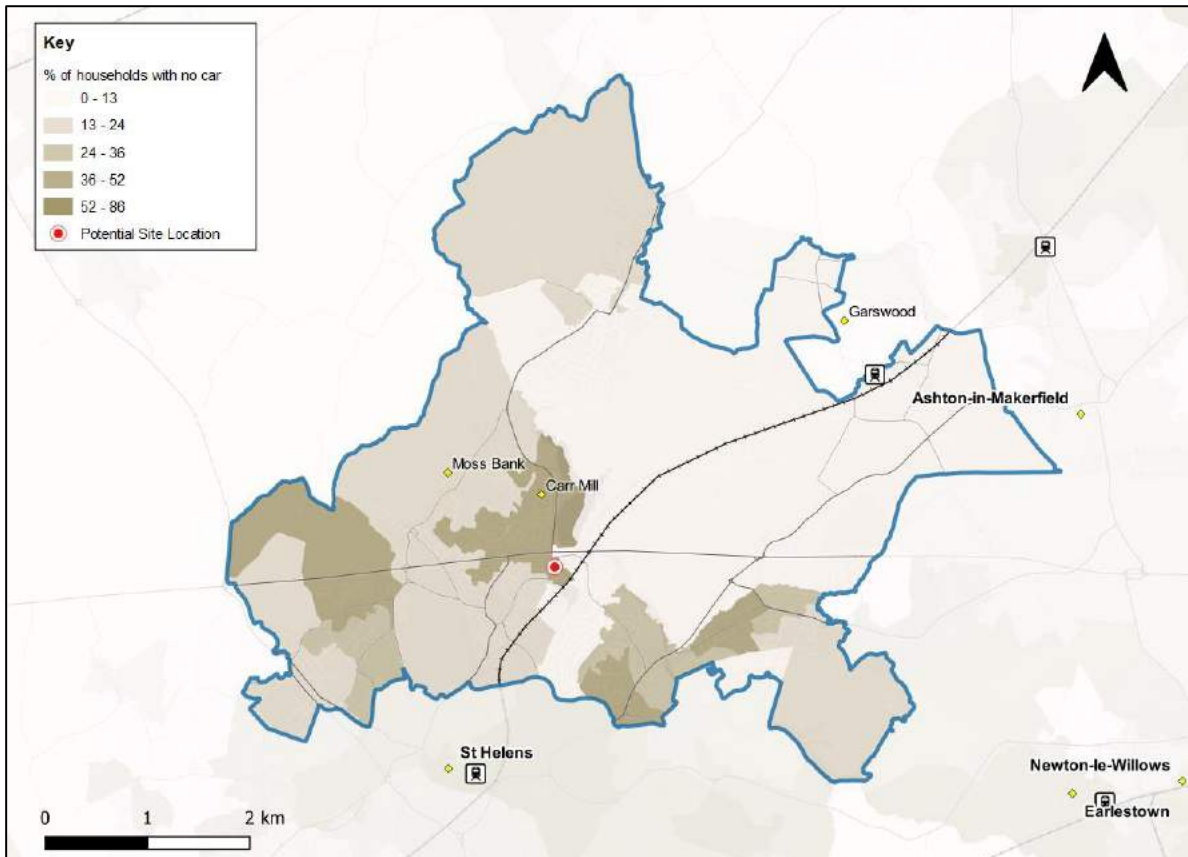 Key
% of households with no car
0 - 13
13 - 24
24 - 36
36 - 52
52 - 86
Potential Site Location
Garswood
Ashton-in-Makerfield
Moss Bank
Carr Mill
St Helens
Newton-le-Willows
Earlestown
0 1 2 km